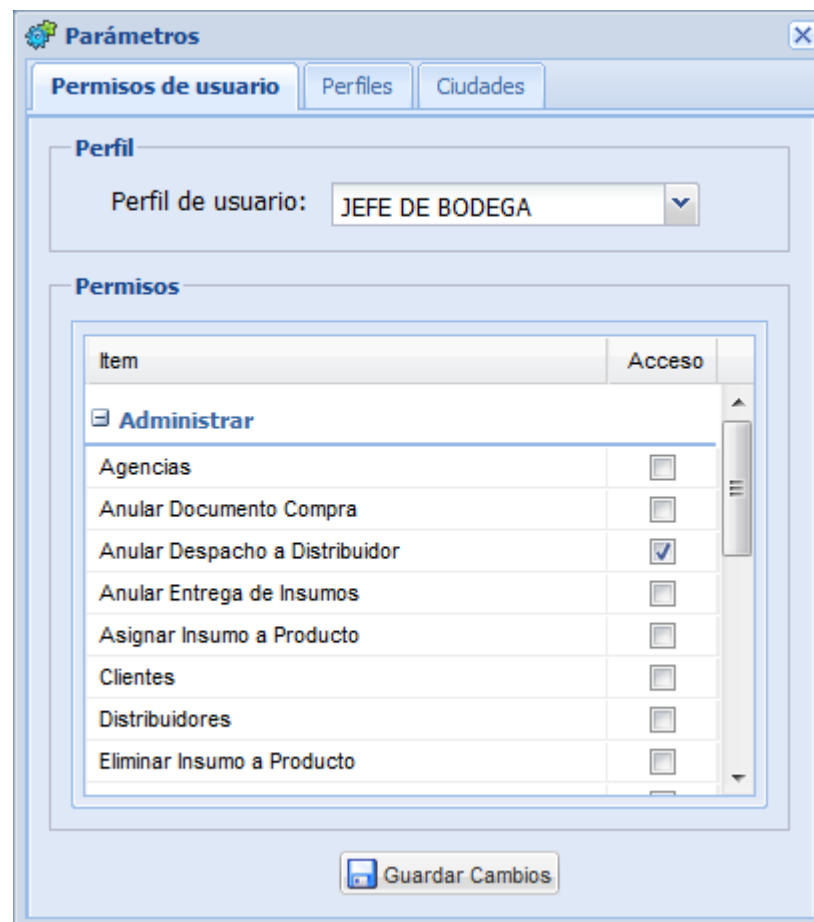 Parámetros
Permisos de usuario Perfiles Ciudades
Perfil
Perfil de usuario: JEFE DE BODEGA
Permisos
Item Acceso
Administrar
Agencias
Anular Documento Compra
Anular Despacho a Distribuidor
Anular Entrega de Insumos
Asignar Insumo a Producto
Clientes
Distribuidores
Eliminar Insumo a Producto
Guardar Cambios